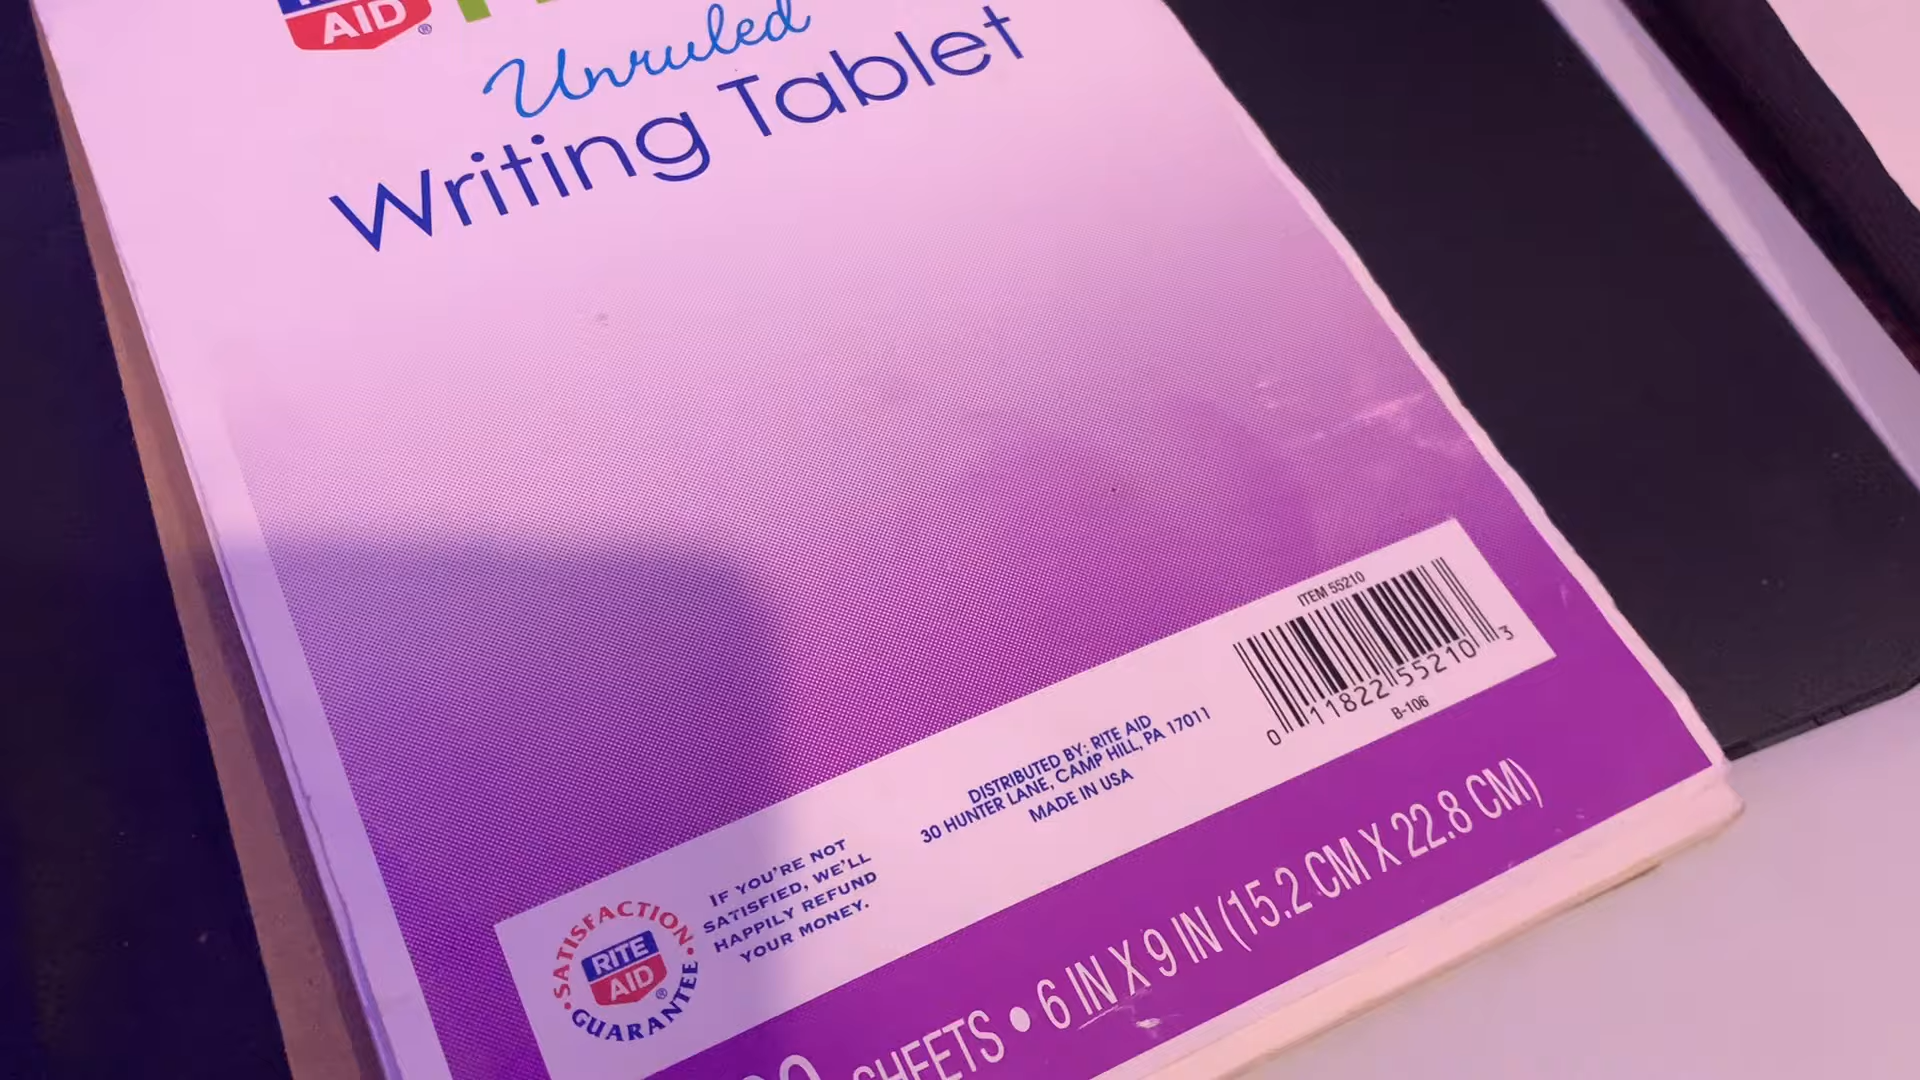 AID®
Unruled
Writing Tablet
ITEM 55210
0 11822 55210 3
B-106
DISTRIBUTED BY: RITE AID
30 HUNTER LANE, CAMP HILL, PA 17011
MADE IN USA
IF YOU'RE NOT
SATISFIED, WE'LL
HAPPILY REFUND
YOUR MONEY.
• SATISFACTION •
RITE
AID®
GUARANTEE
SHEETS • 6 IN X 9 IN (15.2 CM X 22.8 CM)